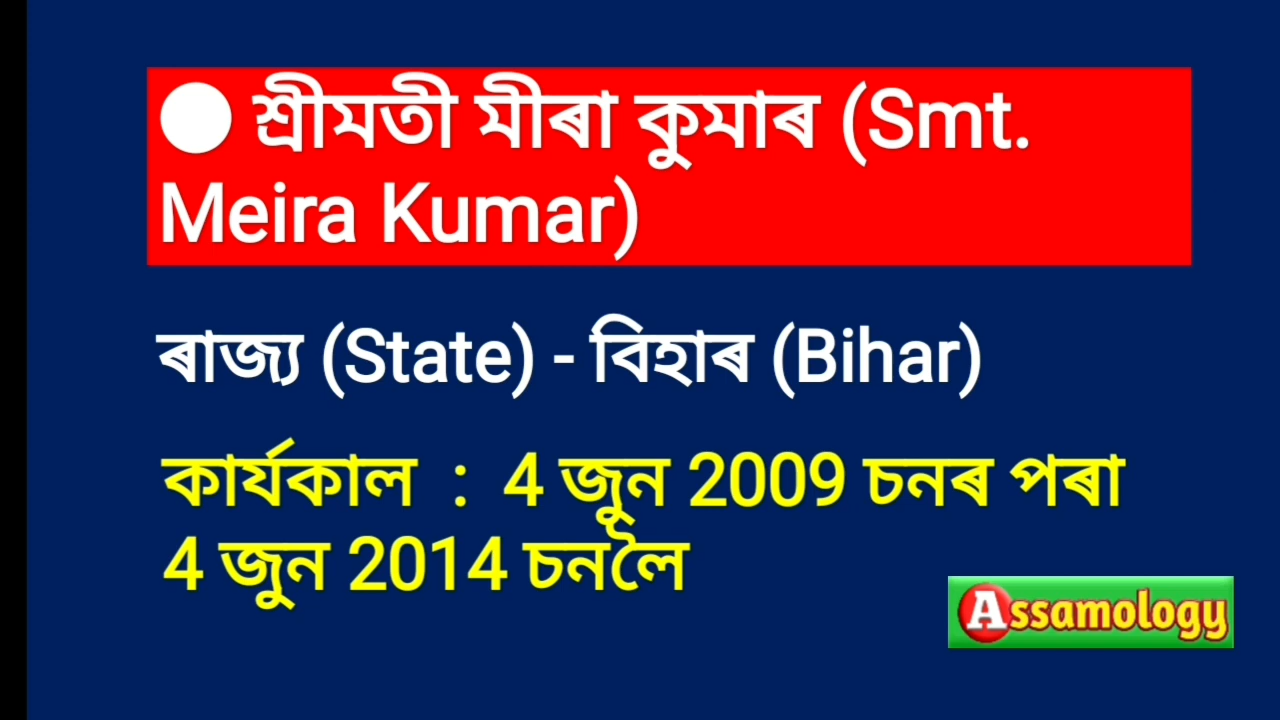 ● শ্ৰীমতী মীৰা কুমাৰ (Smt.
Meira Kumar)
ৰাজ্য (State) - বিহাৰ (Bihar)
কাৰ্যকাল : 4 জুন 2009 চনৰ পৰা
4 জুন 2014 চনলৈ
Assamology